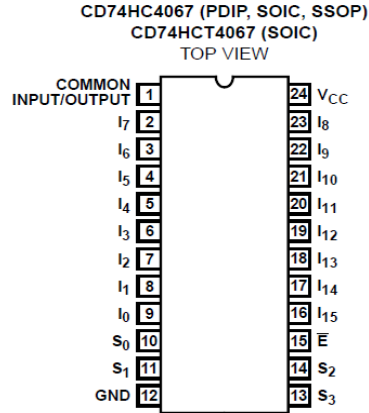 CD74HC4067 (PDIP, SOIC, SSOP)
CD74HCT4067 (SOIC)
TOP VIEW
COMMON
INPUT/OUTPUT 1 24 VCC
I7 2 23 I8
I6 3 22 I9
I5 4 21 I10
I4 5 20 I11
I3 6 19 I12
I2 7 18 I13
I1 8 17 I14
I0 9 16 I15
S0 10 15 E̅
S1 11 14 S2
GND 12 13 S3